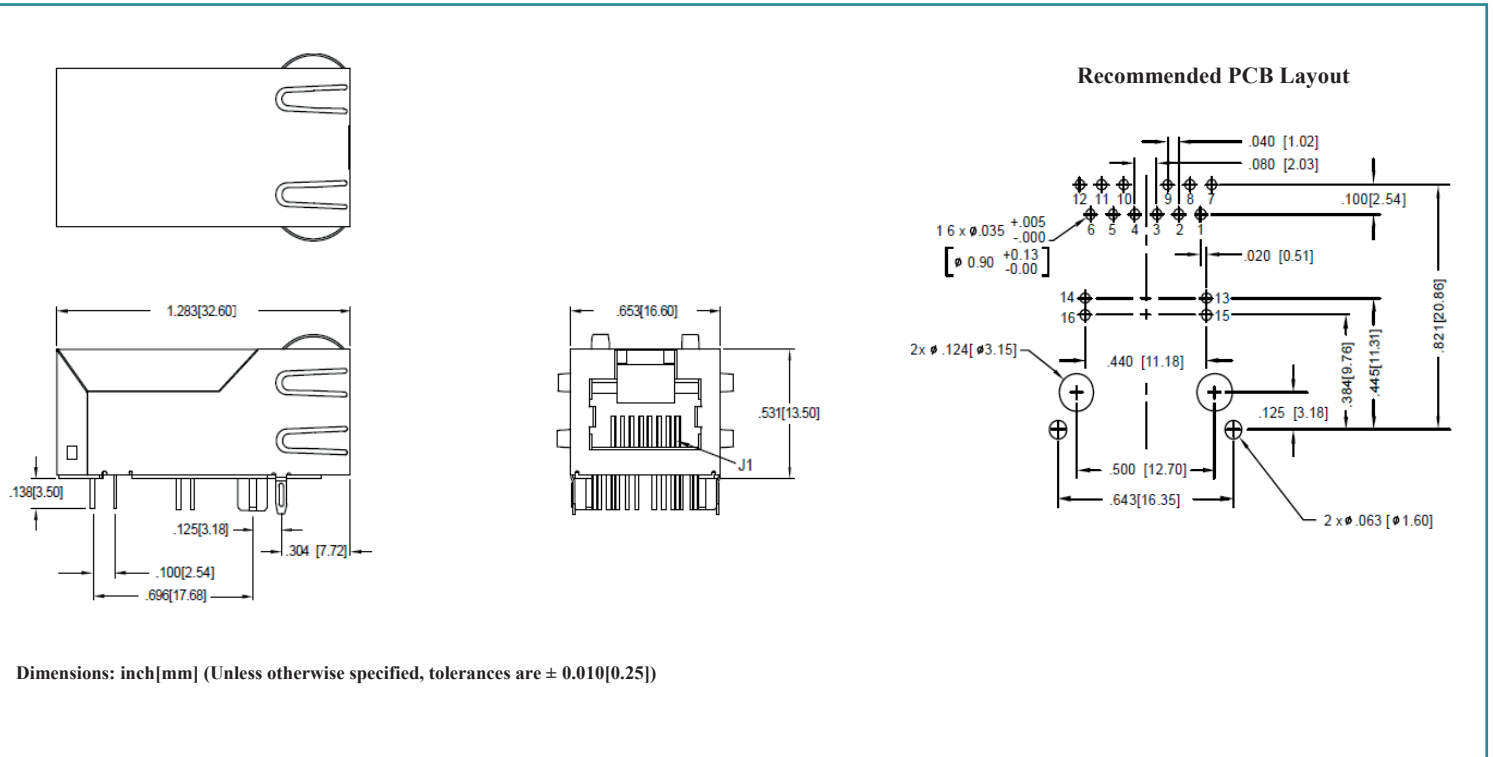 Recommended PCB Layout
.040 [1.02]
.080 [2.03]
12 11 10 9 8 7
.100[2.54]
6 5 4 3 2 1
1 6 x ø.035 +.005 -.000
[ø 0.90 +0.13 -0.00]
.020 [0.51]
14 13
16 15
.821[20.86]
2x ø .124[ ø3.15]
.440 [11.18]
.384[9.76]
.445[11.31]
.125 [3.18]
.500 [12.70]
.643[16.35]
2 x ø .063 [ ø1.60]
1.283[32.60]
.653[16.60]
.531[13.50]
J1
.138[3.50]
.125[3.18]
.304 [7.72]
.100[2.54]
.696[17.68]
Dimensions: inch[mm] (Unless otherwise specified, tolerances are ± 0.010[0.25])